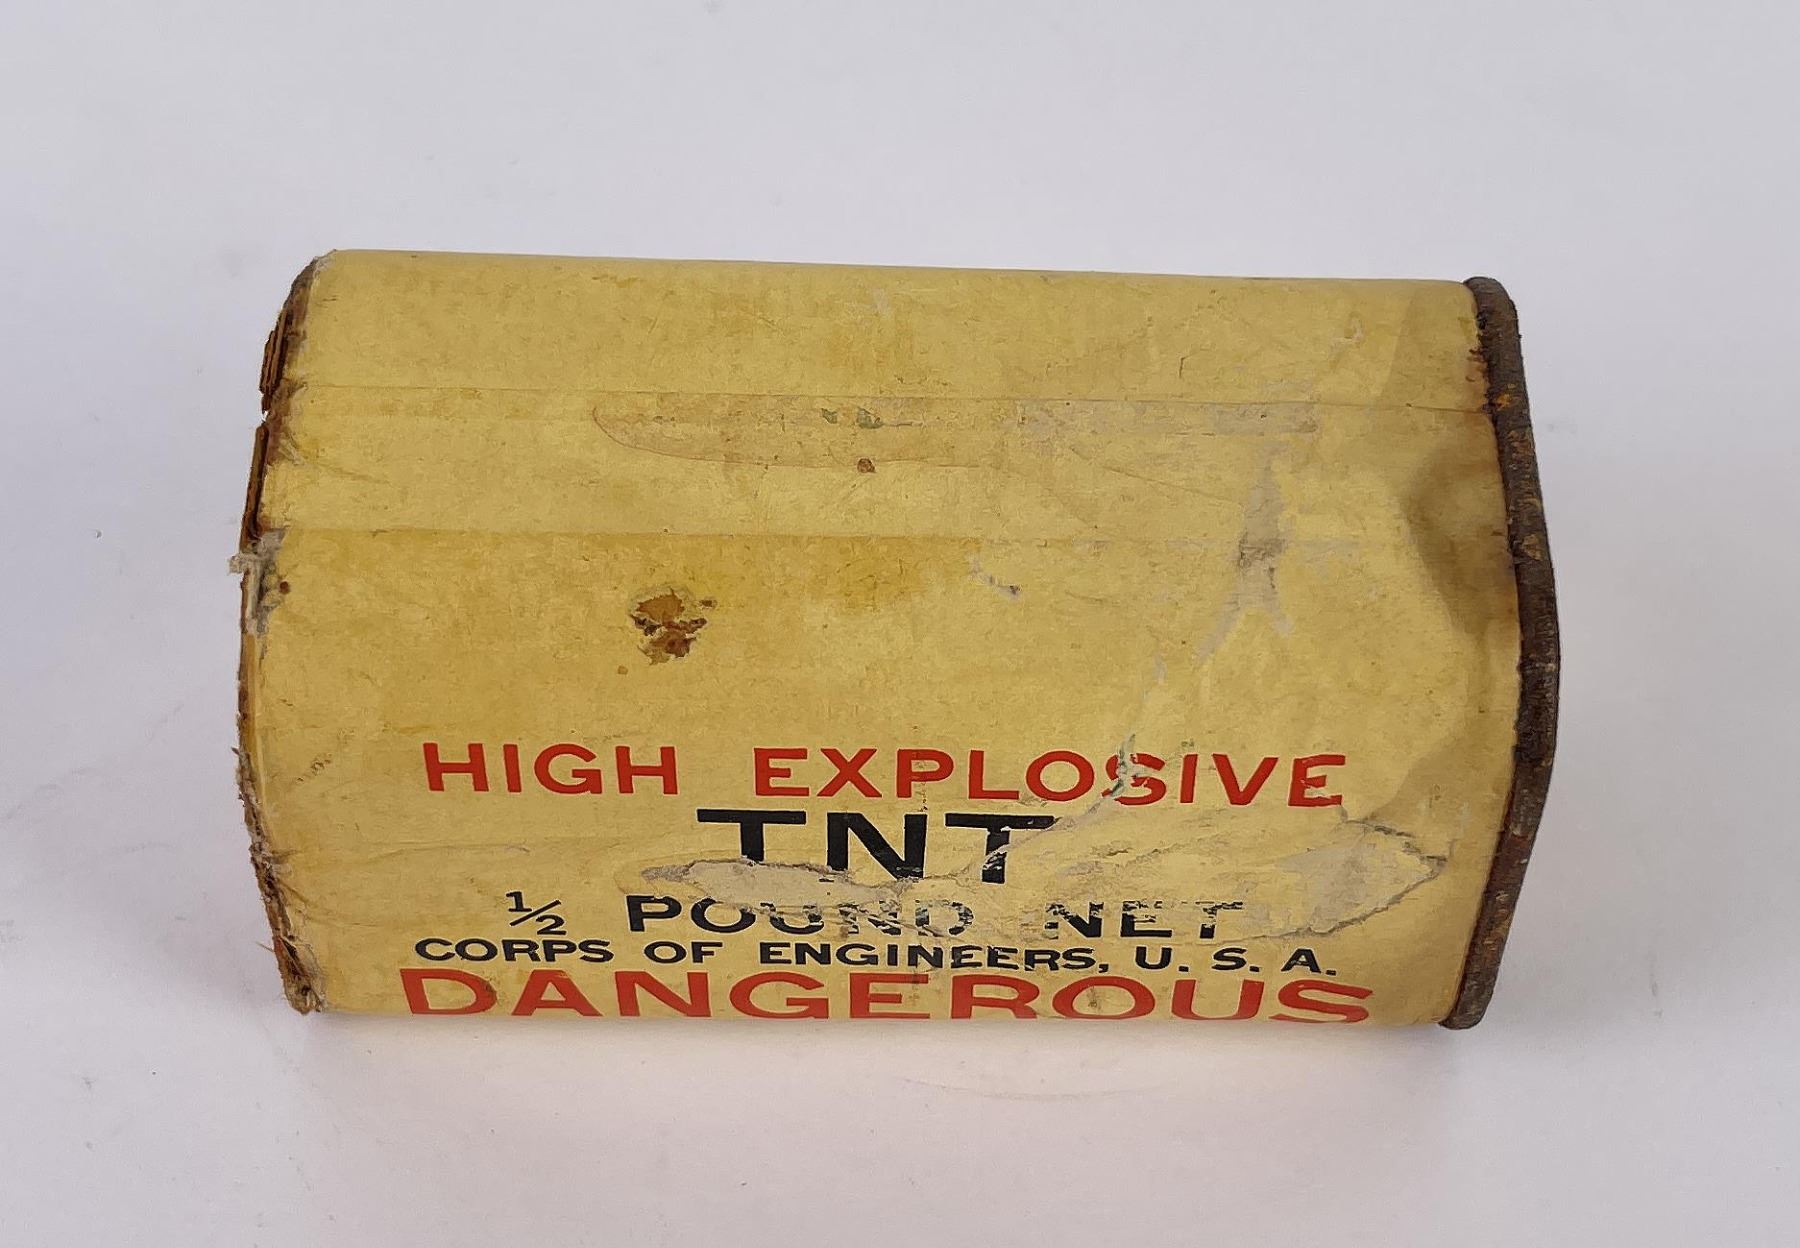 HIGH EXPLOSIVE
TNT
½ POUND NET
CORPS OF ENGINEERS, U. S. A.
DANGEROUS